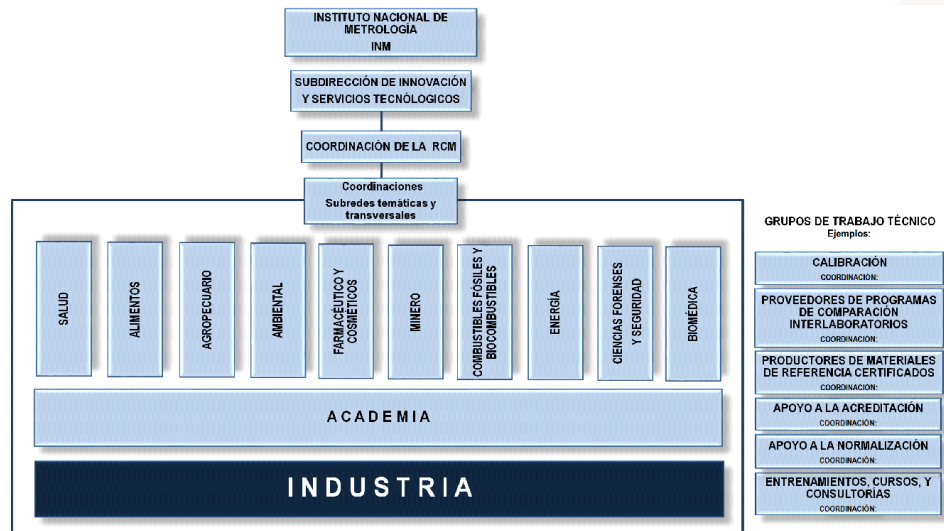 INSTITUTO NACIONAL DE
METROLOGÍA
INM
SUBDIRECCIÓN DE INNOVACIÓN
Y SERVICIOS TECNÓLOGICOS
COORDINACIÓN DE LA RCM
Coordinaciones
Subredes temáticas y
transversales
SALUD
ALIMENTOS
AGROPECUARIO
AMBIENTAL
FARMACÉUTICO Y
COSMÉTICOS
MINERO
COMBUSTIBLES FÓSILES Y
BIOCOMBUSTIBLES
ENERGÍA
CIENCIAS FORENSES
Y SEGURIDAD
BIOMÉDICA
ACADEMIA
INDUSTRIA
GRUPOS DE TRABAJO TÉCNICO
Ejemplos:
CALIBRACIÓN
COORDINACIÓN:
PROVEEDORES DE PROGRAMAS
DE COMPARACIÓN
INTERLABORATORIOS
COORDINACIÓN:
PRODUCTORES DE MATERIALES
DE REFERENCIA CERTIFICADOS
COORDINACIÓN:
APOYO A LA ACREDITACIÓN
COORDINACIÓN:
APOYO A LA NORMALIZACIÓN
COORDINACIÓN:
ENTRENAMIENTOS, CURSOS, Y
CONSULTORÍAS
COORDINACIÓN: